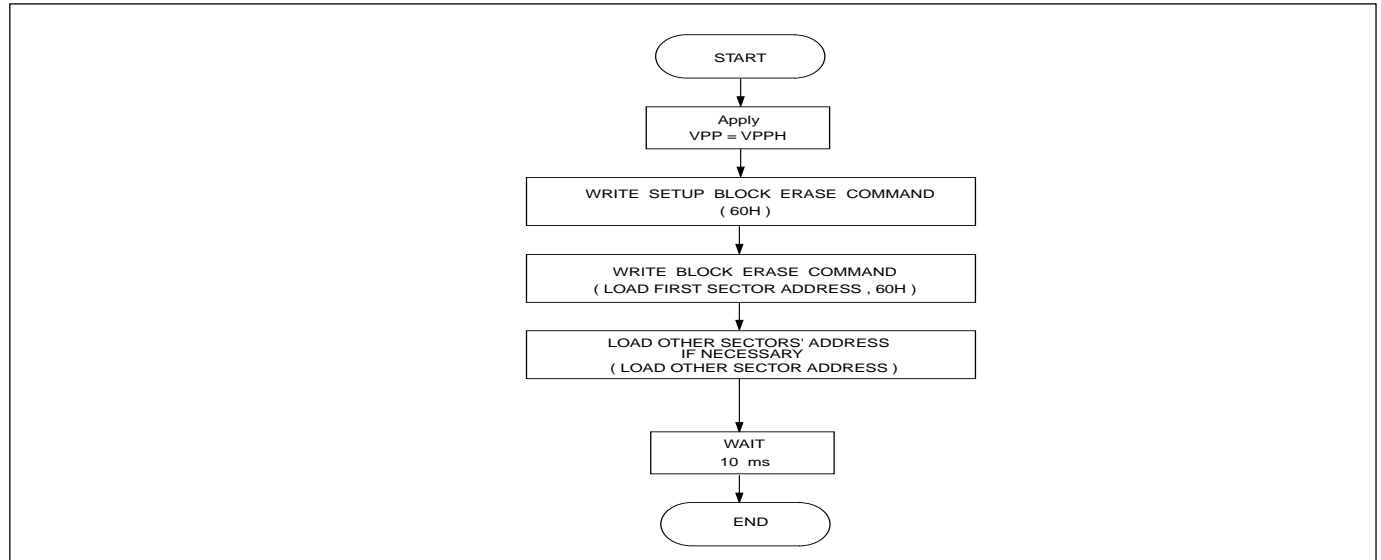 START
Apply
VPP = VPPH
WRITE SETUP BLOCK ERASE COMMAND
( 60H )
WRITE BLOCK ERASE COMMAND
( LOAD FIRST SECTOR ADDRESS , 60H )
LOAD OTHER SECTORS' ADDRESS
IF NECESSARY
( LOAD OTHER SECTOR ADDRESS )
WAIT
10 ms
END